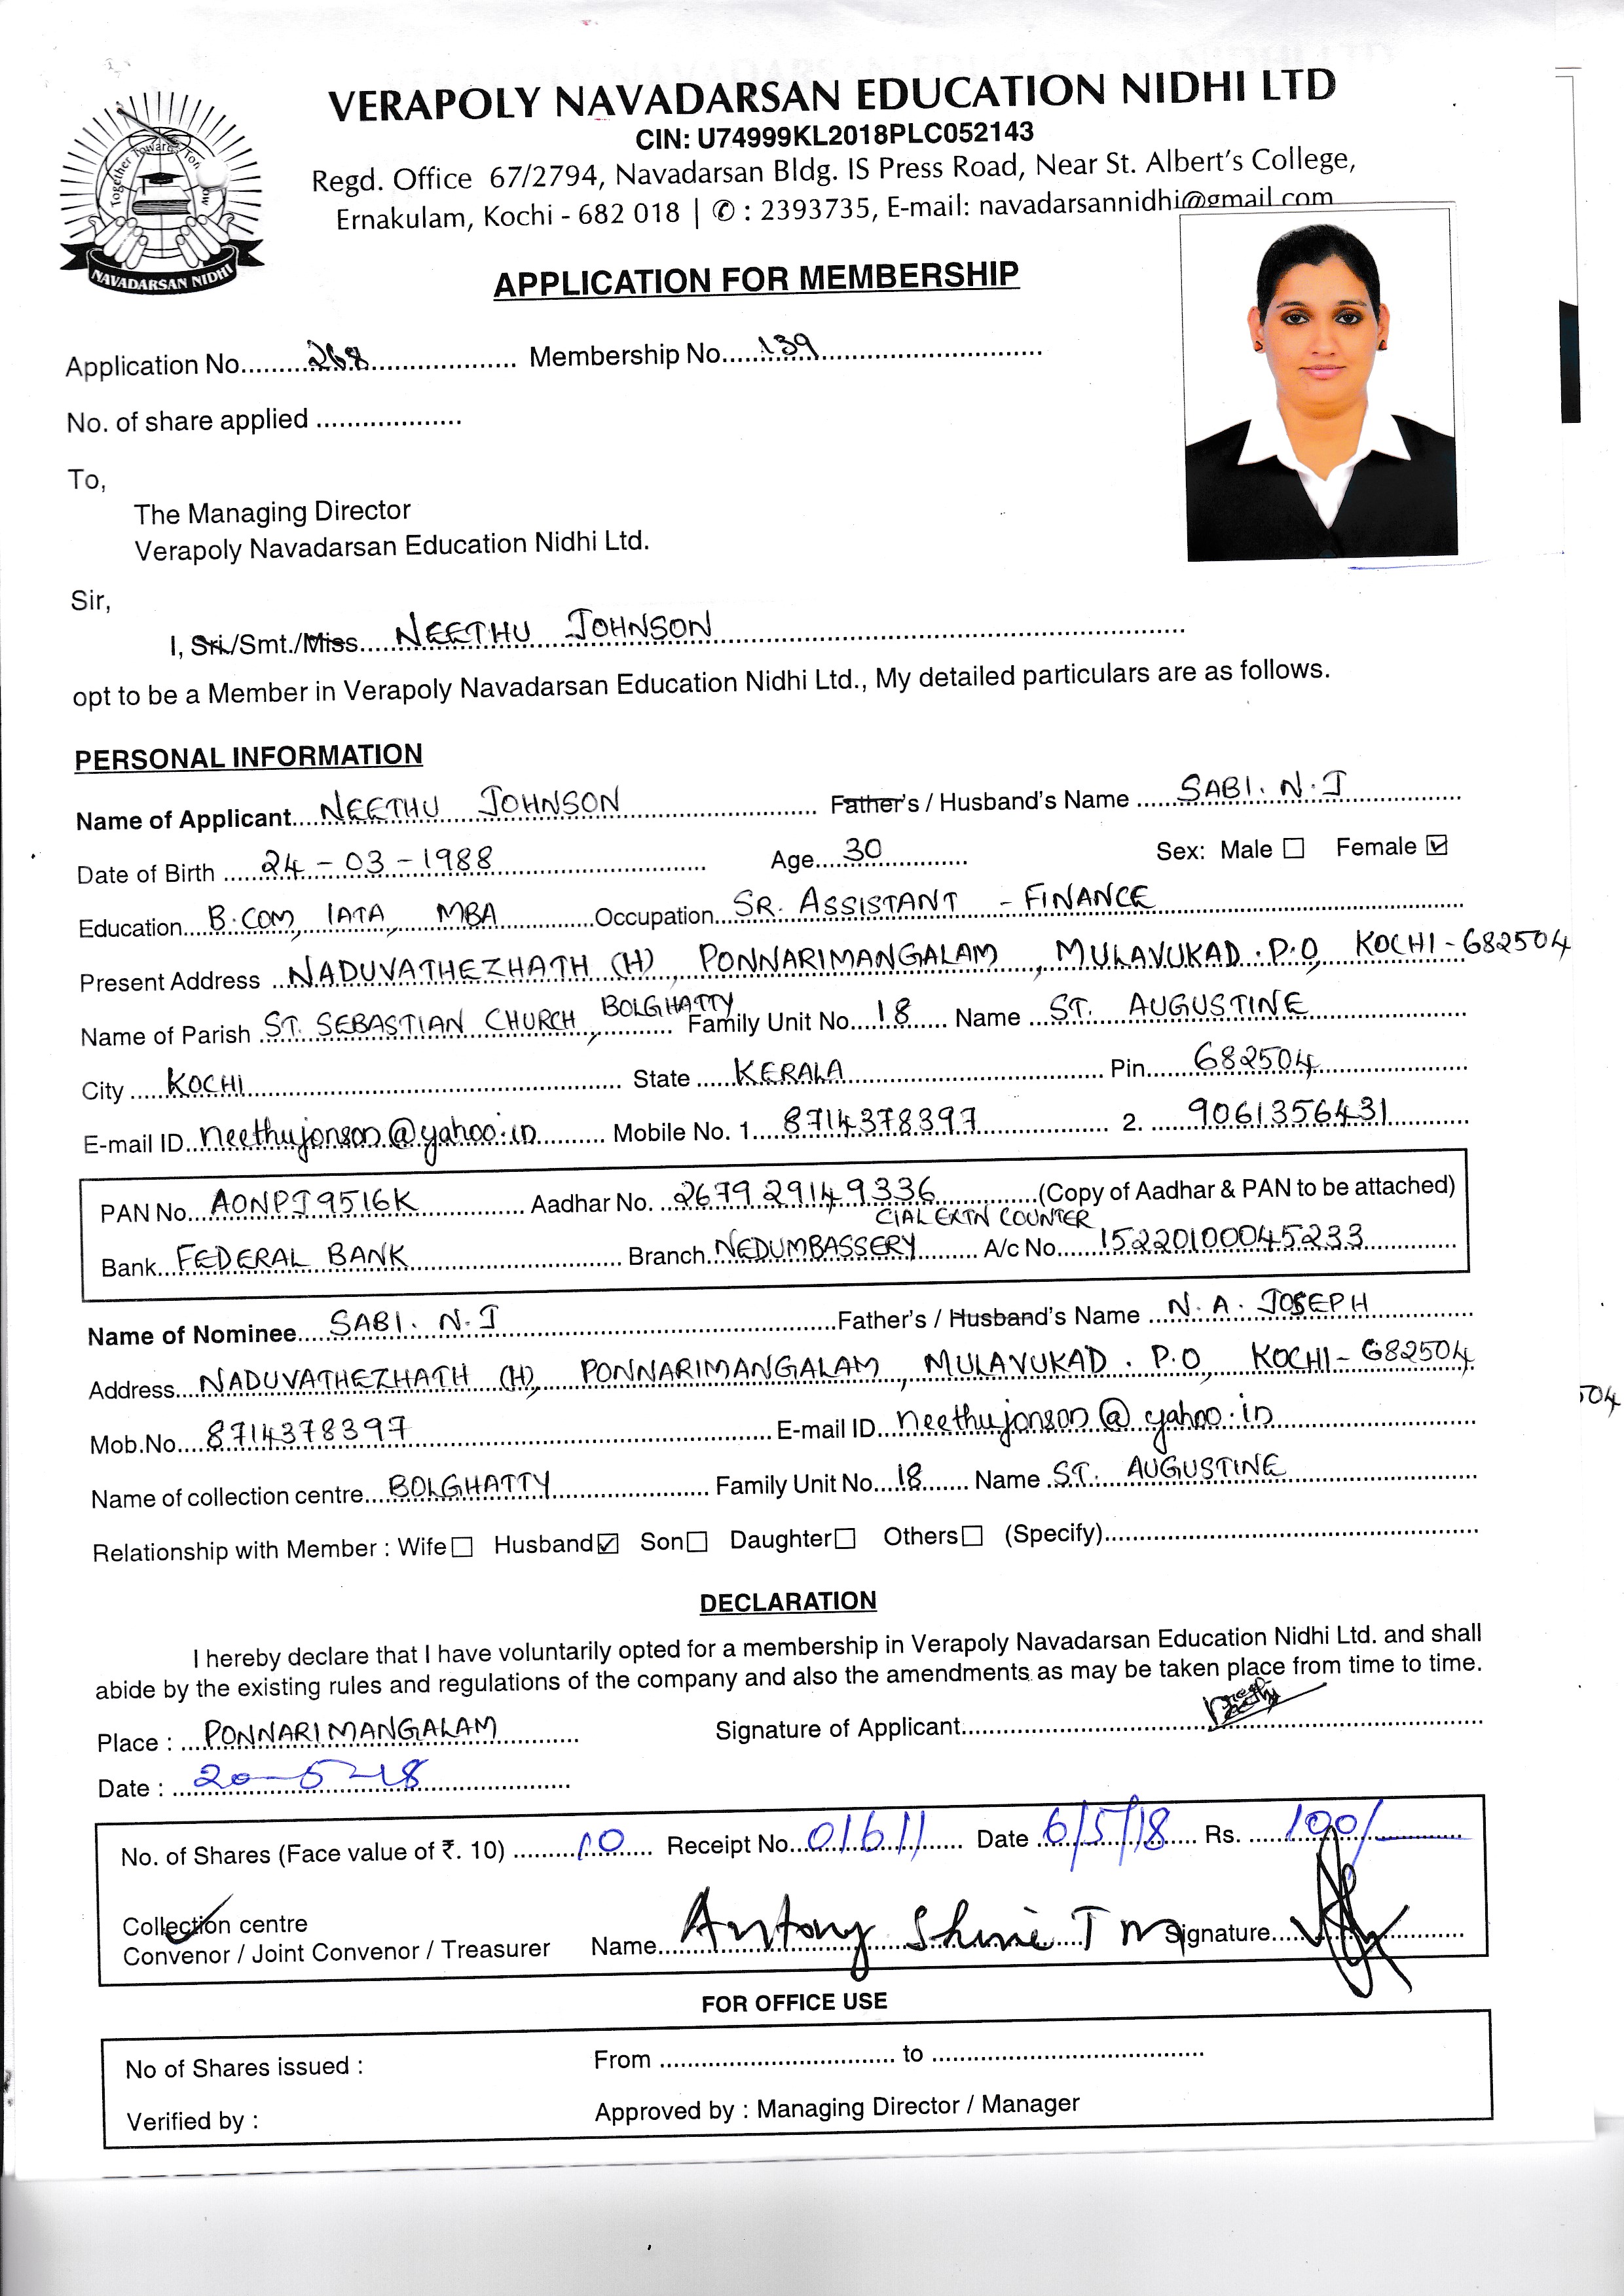 VERAPOLY NAVADARSAN EDUCATION NIDHI LTD
CIN: U74999KL2018PLC052143
Regd. Office 67/2794, Navadarsan Bldg. IS Press Road, Near St. Albert's College,
Ernakulam, Kochi - 682 018 | ✆ : 2393735, E-mail: navadarsannidhi@gmail.com
Together Towards Tomorrow
NAVADARSAN NIDHI
APPLICATION FOR MEMBERSHIP
Application No. 268 Membership No. 139
No. of share applied
To,
The Managing Director
Verapoly Navadarsan Education Nidhi Ltd.
Sir,
I, Sri./Smt./Miss. NEETHU JOHNSON
opt to be a Member in Verapoly Navadarsan Education Nidhi Ltd., My detailed particulars are as follows.
PERSONAL INFORMATION
Name of Applicant NEETHU JOHNSON Father's / Husband's Name SABI. N.J
Date of Birth 24-03-1988 Age 30 Sex: Male ☐ Female ☑
Education B.COM, IATA, MBA Occupation SR. ASSISTANT - FINANCE
Present Address NADUVATHEZHATH (H), PONNARIMANGALAM, MULAVUKAD.P.O, KOCHI-682504
Name of Parish ST. SEBASTIAN CHURCH, BOLGHATTY Family Unit No. 18 Name ST. AUGUSTINE
City KOCHI State KERALA Pin 682504
E-mail ID neethujonson@yahoo.in Mobile No. 1 8714378397 2. 9061356431
PAN No. AONPJ9516K Aadhar No. 2679 2914 9336 (Copy of Aadhar & PAN to be attached)
Bank FEDERAL BANK Branch CIAL EXTN COUNTER NEDUMBASSERY A/c No. 15220100045233
Name of Nominee SABI. N.J Father's / Husband's Name N. A. JOSEPH
Address NADUVATHEZHATH (H), PONNARIMANGALAM, MULAVUKAD. P.O, KOCHI-682504
504
Mob.No. 8714378397 E-mail ID neethujonson@yahoo.in
Name of collection centre BOLGHATTY Family Unit No. 18 Name ST. AUGUSTINE
Relationship with Member : Wife ☐ Husband ☑ Son ☐ Daughter ☐ Others ☐ (Specify)
DECLARATION
I hereby declare that I have voluntarily opted for a membership in Verapoly Navadarsan Education Nidhi Ltd. and shall
abide by the existing rules and regulations of the company and also the amendments as may be taken place from time to time.
Place : PONNARIMANGALAM Signature of Applicant
Date : 20-5-18
No. of Shares (Face value of ₹. 10) 10 Receipt No. 01611 Date 6/5/18 Rs. 100/-
Collection centre
Convenor / Joint Convenor / Treasurer Name Antony Shine T M Signature
FOR OFFICE USE
No of Shares issued : From to
Verified by : Approved by : Managing Director / Manager